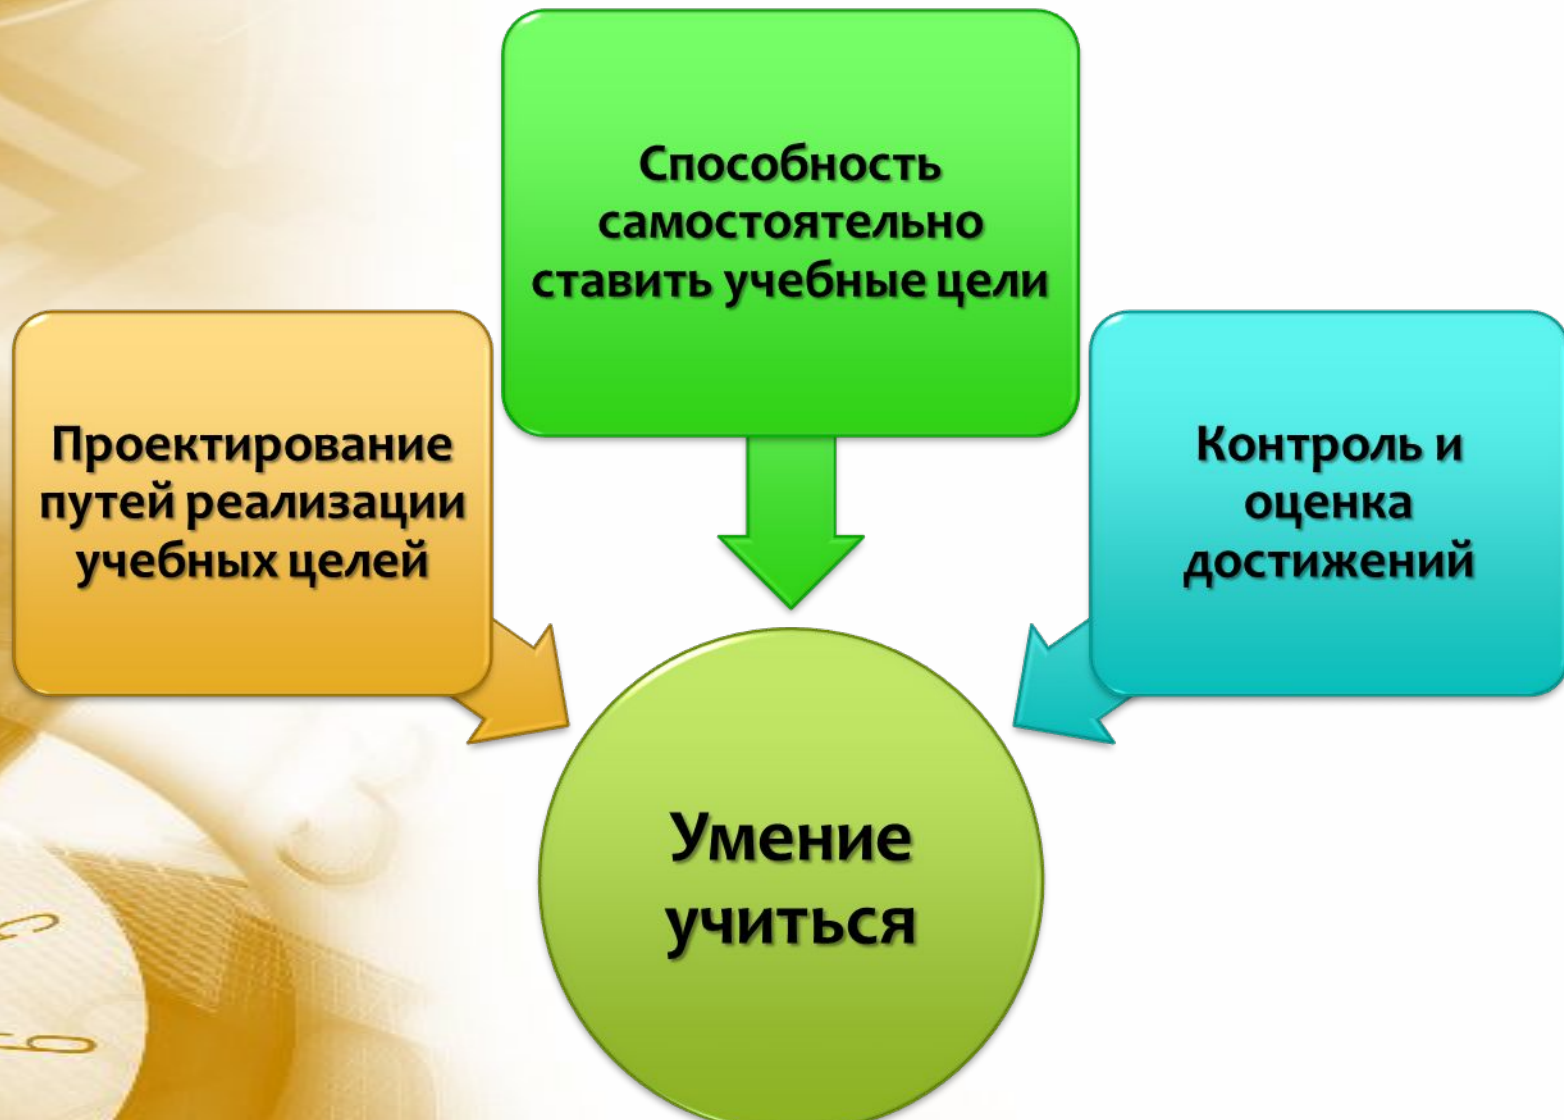 Способность
самостоятельно
ставить учебные цели
Проектирование
путей реализации
учебных целей
Контроль и
оценка
достижений
Умение
учиться